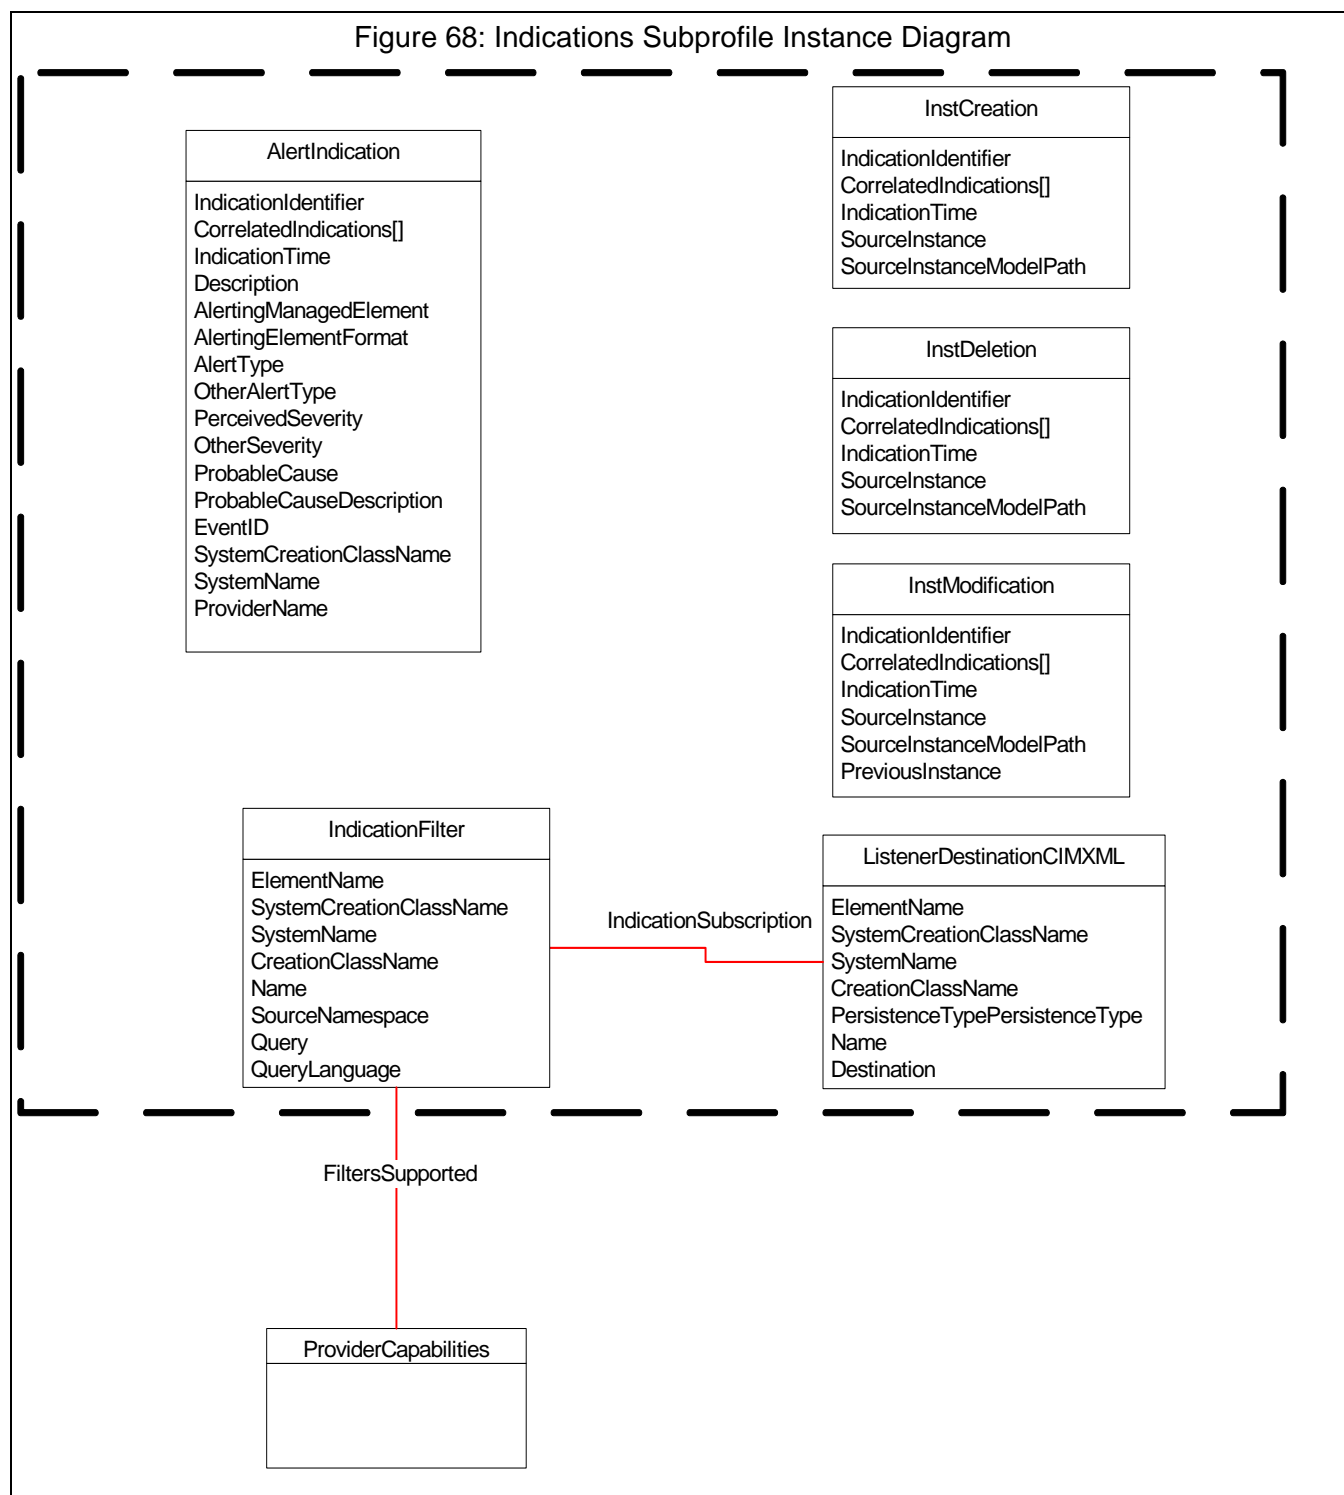 Figure 68: Indications Subprofile Instance Diagram
AlertIndication
IndicationIdentifier
CorrelatedIndications[]
IndicationTime
Description
AlertingManagedElement
AlertingElementFormat
AlertType
OtherAlertType
PerceivedSeverity
OtherSeverity
ProbableCause
ProbableCauseDescription
EventID
SystemCreationClassName
SystemName
ProviderName
InstCreation
IndicationIdentifier
CorrelatedIndications[]
IndicationTime
SourceInstance
SourceInstanceModelPath
InstDeletion
IndicationIdentifier
CorrelatedIndications[]
IndicationTime
SourceInstance
SourceInstanceModelPath
InstModification
IndicationIdentifier
CorrelatedIndications[]
IndicationTime
SourceInstance
SourceInstanceModelPath
PreviousInstance
IndicationFilter
ElementName
SystemCreationClassName
SystemName
CreationClassName
Name
SourceNamespace
Query
QueryLanguage
IndicationSubscription
ListenerDestinationCIMXML
ElementName
SystemCreationClassName
SystemName
CreationClassName
PersistenceTypePersistenceType
Name
Destination
FiltersSupported
ProviderCapabilities